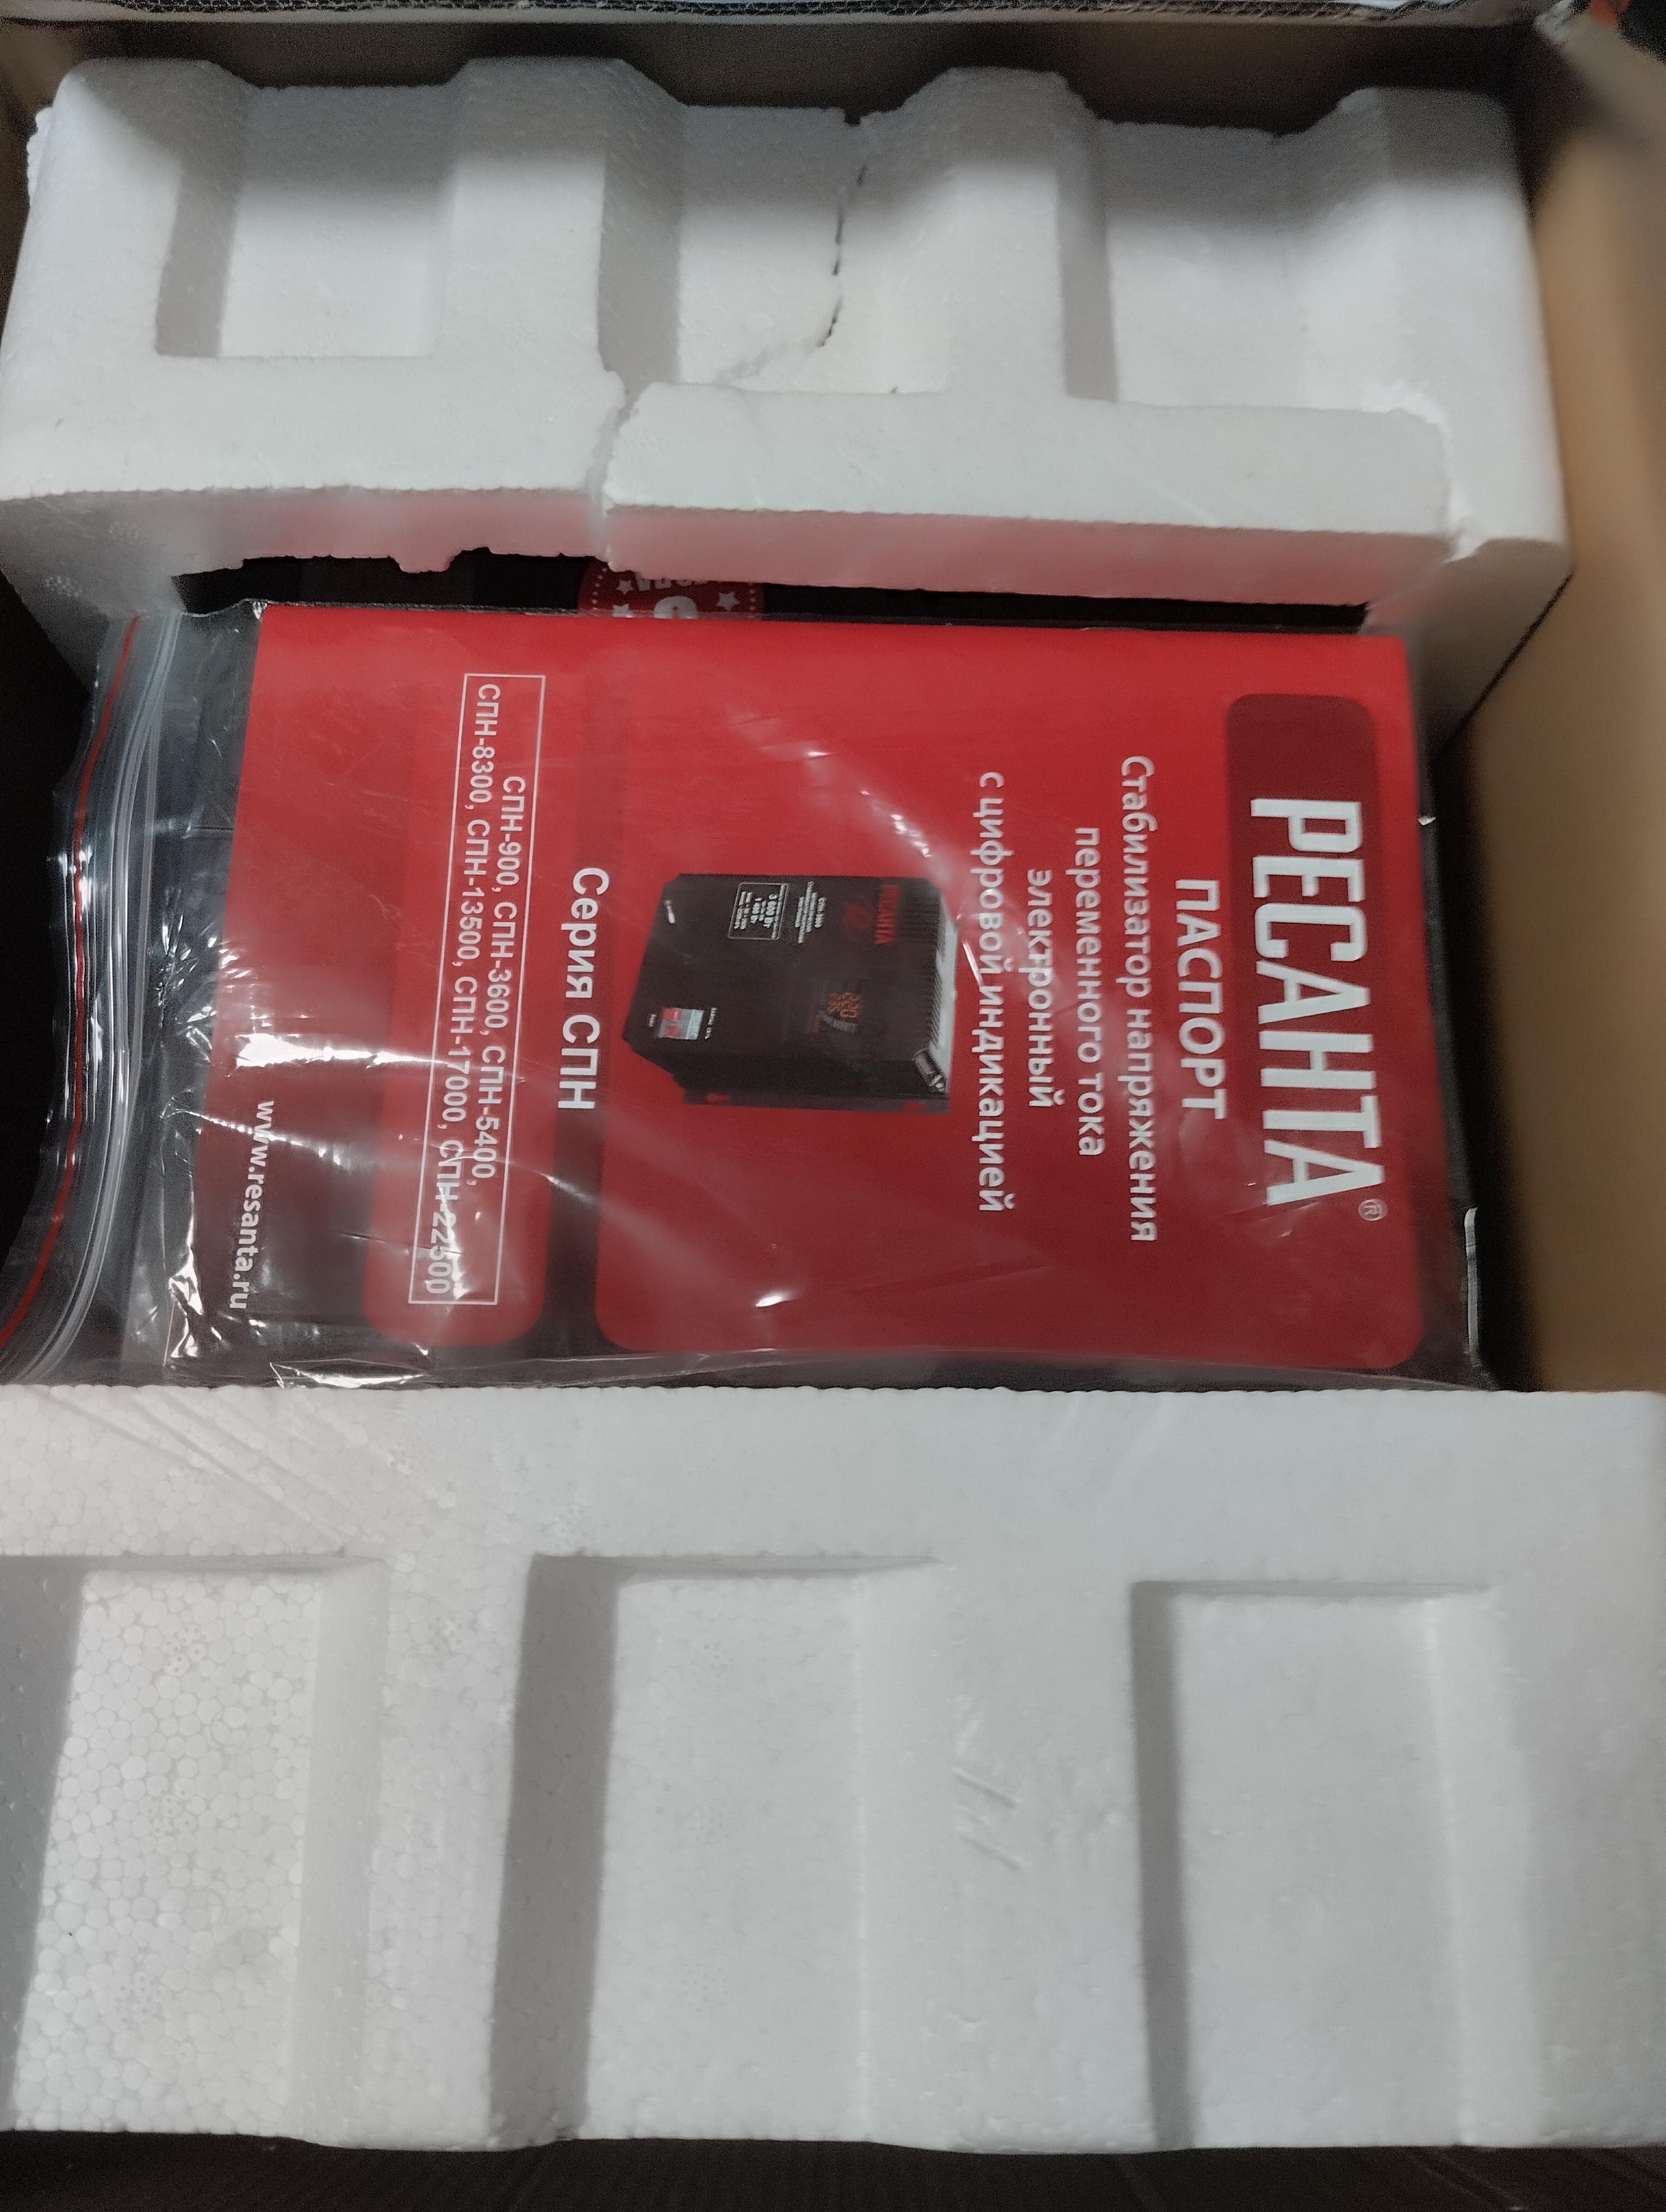 РЕСАНТА®
ПАСПОРТ
Стабилизатор напряжения
переменного тока
электронный
с цифровой индикацией
РЕСАНТА
Серия СПН
СПН-900, СПН-3600, СПН-5400,
СПН-8300, СПН-13500, СПН-17000, СПН-22500
www.resanta.ru